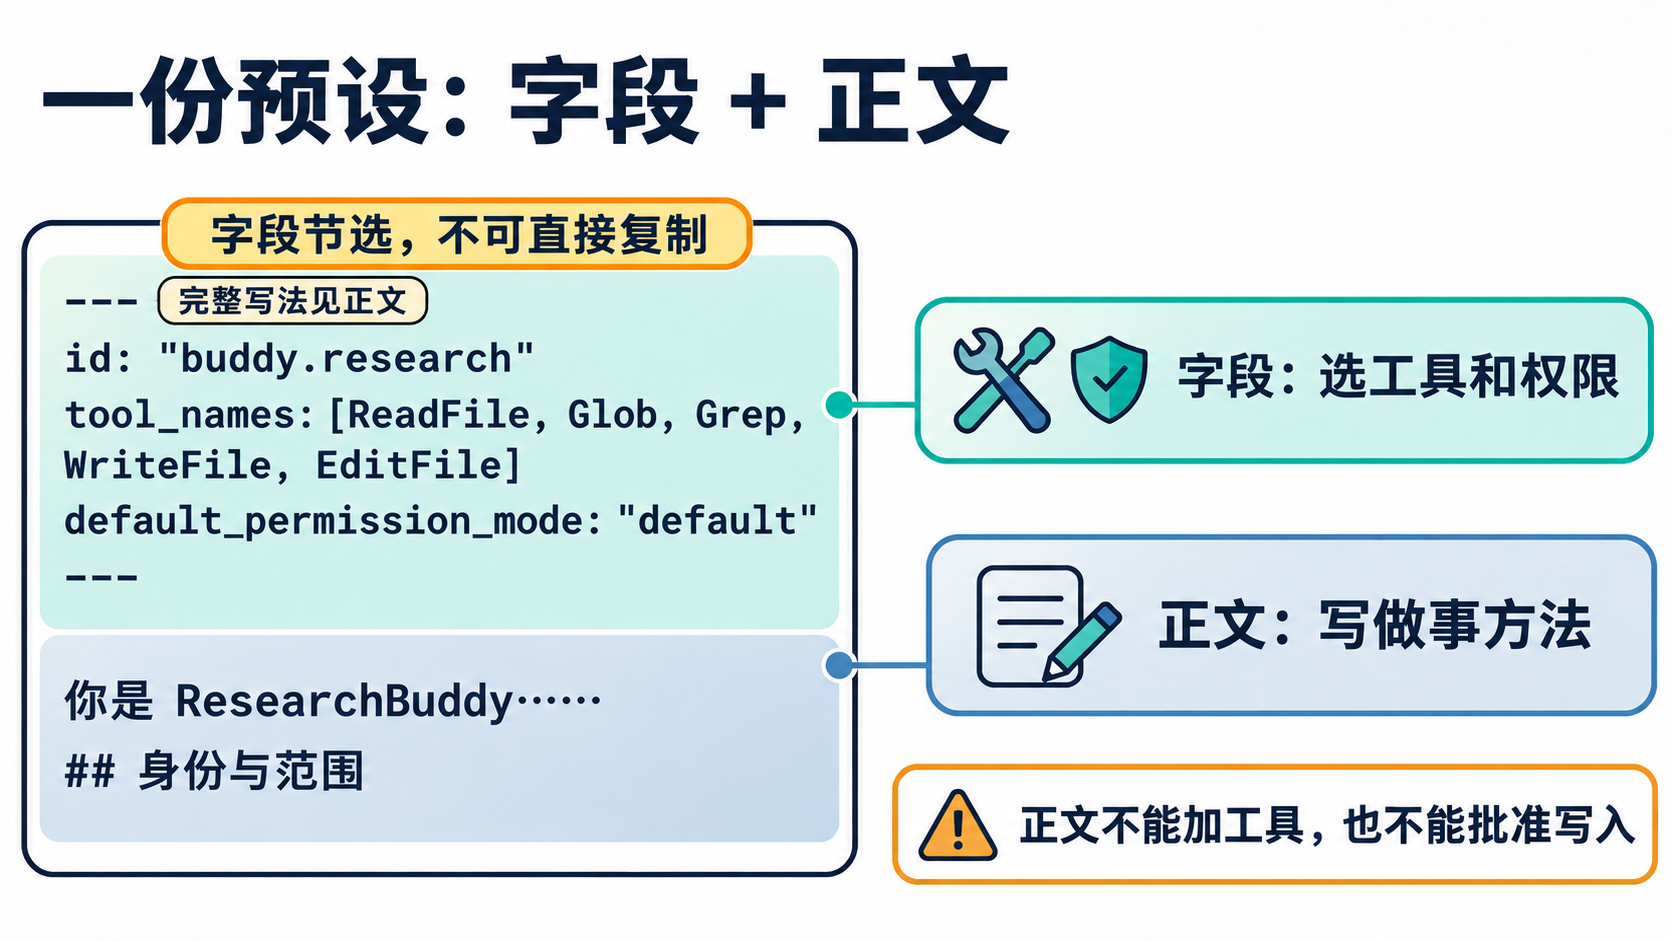 一份预设：字段 + 正文
字段节选，不可直接复制
--- 完整写法见正文
id: "buddy.research"
tool_names: [ReadFile, Glob, Grep,
WriteFile, EditFile]
default_permission_mode: "default"
---
你是 ResearchBuddy……
## 身份与范围
字段：选工具和权限
正文：写做事方法
正文不能加工具，也不能批准写入